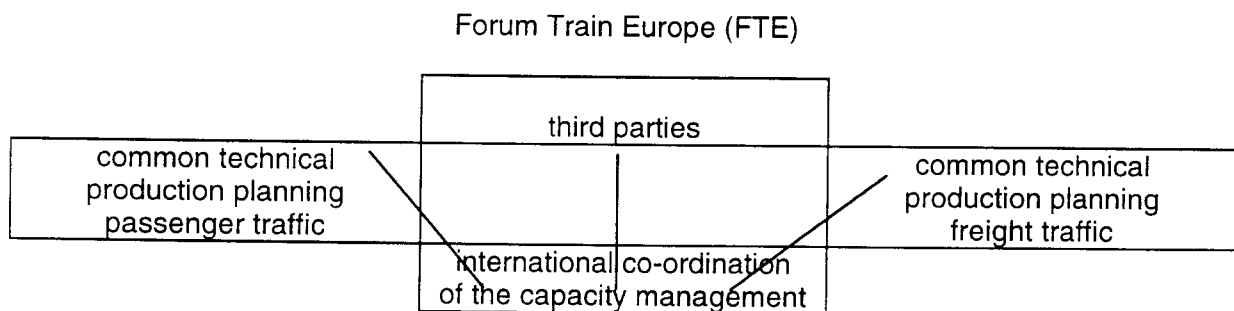 Forum Train Europe (FTE)
third parties
common technical
production planning
passenger traffic
common technical
production planning
freight traffic
international co-ordination
of the capacity management